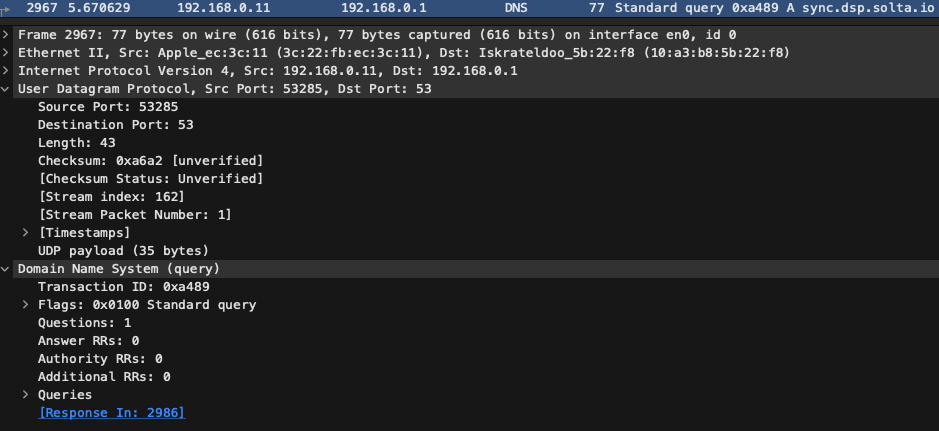 2967 5.670629 192.168.0.11 192.168.0.1 DNS 77 Standard query 0xa489 A sync.dsp.solta.io
Frame 2967: 77 bytes on wire (616 bits), 77 bytes captured (616 bits) on interface en0, id 0
Ethernet II, Src: Apple_ec:3c:11 (3c:22:fb:ec:3c:11), Dst: Iskrateldoo_5b:22:f8 (10:a3:b8:5b:22:f8)
Internet Protocol Version 4, Src: 192.168.0.11, Dst: 192.168.0.1
User Datagram Protocol, Src Port: 53285, Dst Port: 53
Source Port: 53285
Destination Port: 53
Length: 43
Checksum: 0xa6a2 [unverified]
[Checksum Status: Unverified]
[Stream index: 162]
[Stream Packet Number: 1]
[Timestamps]
UDP payload (35 bytes)
Domain Name System (query)
Transaction ID: 0xa489
Flags: 0x0100 Standard query
Questions: 1
Answer RRs: 0
Authority RRs: 0
Additional RRs: 0
Queries
[Response In: 2986]